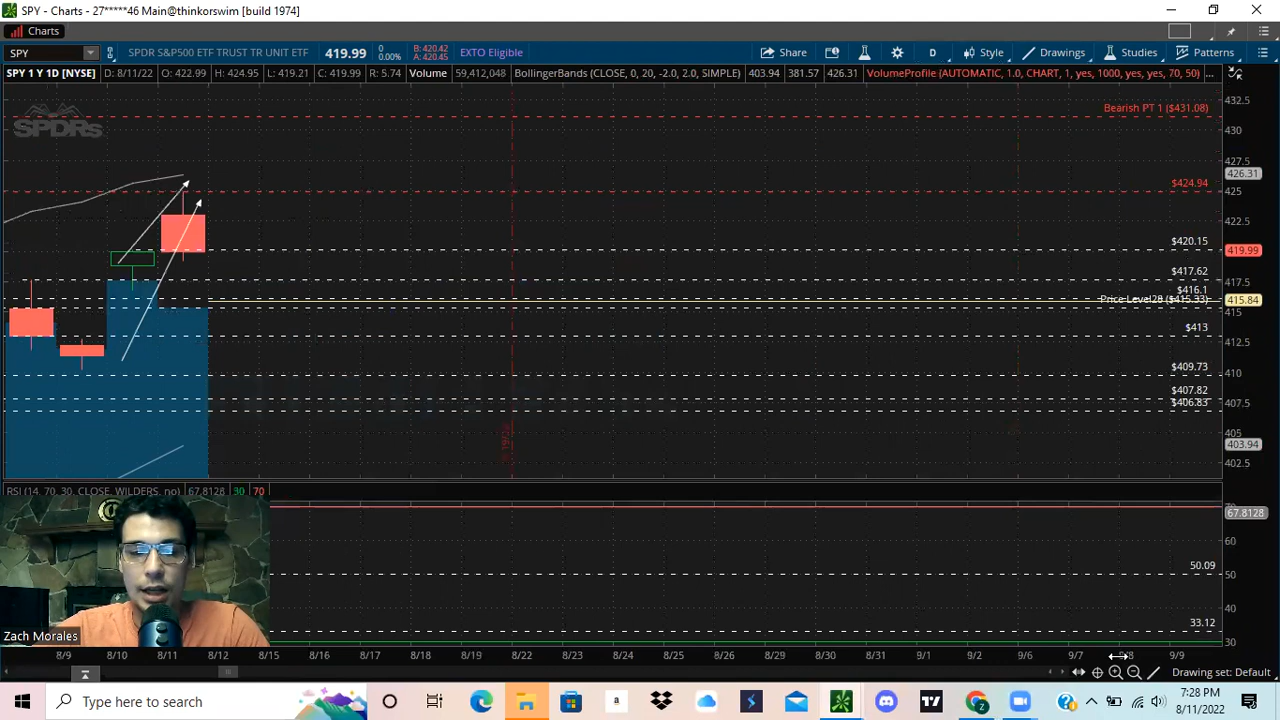 SPY - Charts - 27*****46 Main@thinkorswim [build 1974]
Charts
SPY SPDR S&P500 ETF TRUST TR UNIT ETF 419.99 0 0.00% B: 420.42 A: 420.45 EXTO Eligible Share D Style Drawings Studies Patterns
SPY 1 Y 1D [NYSE] D: 8/11/22 O: 422.99 H: 424.95 L: 419.21 C: 419.99 R: 5.74 Volume 59,412,048 BollingerBands (CLOSE, 0, 20, -2.0, 2.0, SIMPLE) 403.94 381.57 426.31 VolumeProfile (AUTOMATIC, 1.0, CHART, 1, yes, 1000, yes, yes, 70, 50) ...
432.5
Bearish PT 1 ($431.08)
SPDRs
430
427.5
426.31
$424.94
425
422.5
$420.15
419.99
$417.62
417.5
$416.1
Price Level28 ($415.33)
415.84
415
$413
412.5
$409.73
410
$407.82
$406.83
407.5
405
403.94
402.5
RSI (14, 70, 30, CLOSE, WILDERS, no) 67.8128 30 70
67.8128
60
50.09
50
40
33.12
30
Zach Morales
8/9 8/10 8/11 8/12 8/15 8/16 8/17 8/18 8/19 8/22 8/23 8/24 8/25 8/26 8/29 8/30 8/31 9/1 9/2 9/6 9/7 9/8 9/9
Drawing set: Default
Type here to search
7:28 PM
8/11/2022